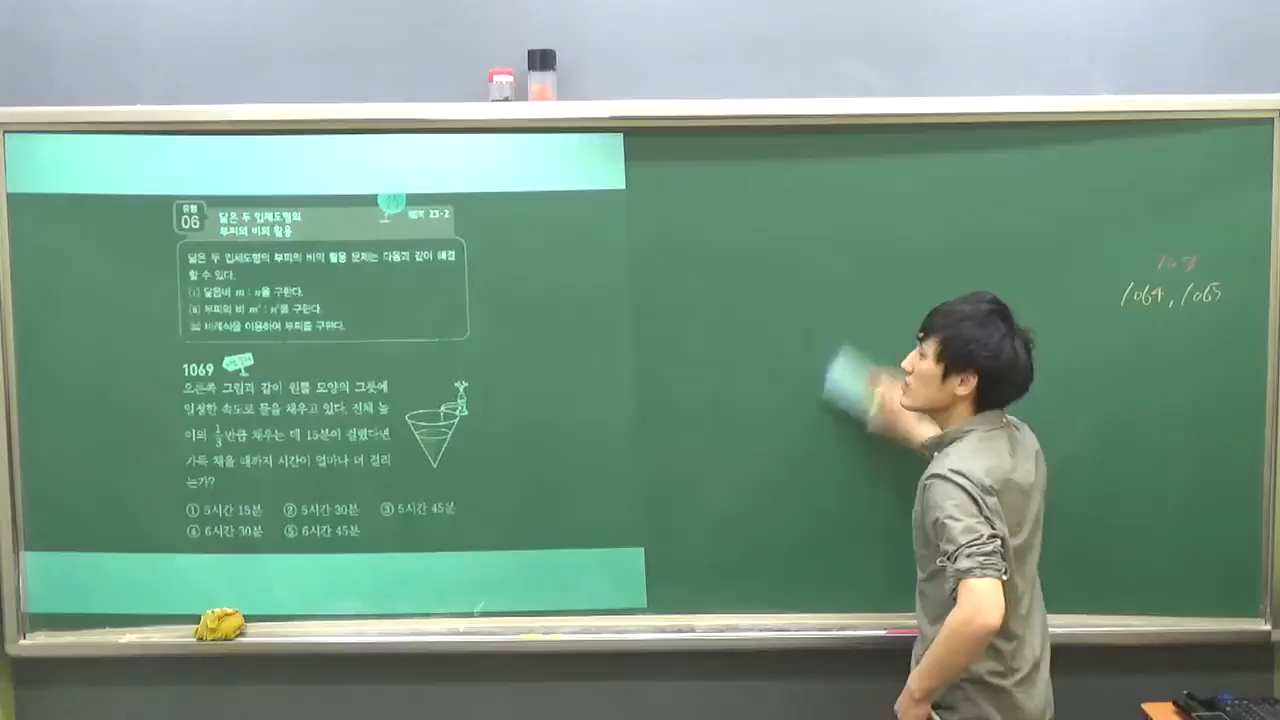 유형
06
닮은 두 입체도형의
부피의 비의 활용
개념 23-2
닮은 두 입체도형의 부피의 비의 활용 문제는 다음과 같이 해결
할 수 있다.
(i) 닮음비 m : n을 구한다.
(ii) 부피의 비 m³ : n³을 구한다.
(iii) 비례식을 이용하여 부피를 구한다.
1069
오른쪽 그림과 같이 원뿔 모양의 그릇에
일정한 속도로 물을 채우고 있다. 전체 높
이의 1/3만큼 채우는 데 15분이 걸렸다면
가득 채울 때까지 시간이 얼마나 더 걸리
는가?
① 5시간 15분 ② 5시간 30분 ③ 5시간 45분
④ 6시간 30분 ⑤ 6시간 45분
1064, 1065